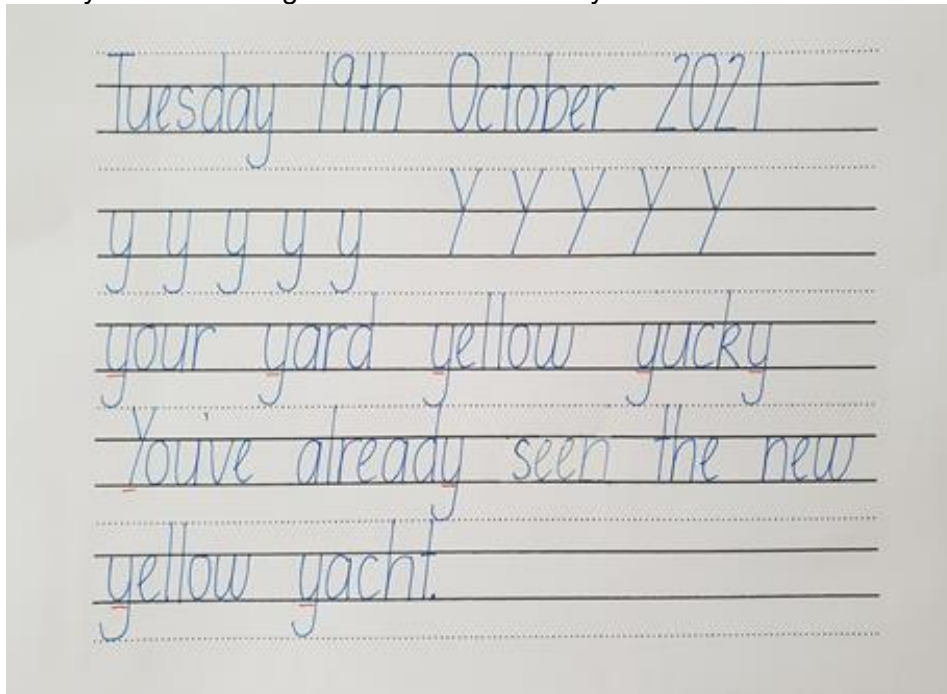 Tuesday 19th October 2021
y y y y y Y Y Y Y Y
your yard yellow yucky
You've already seen the new
yellow yacht.